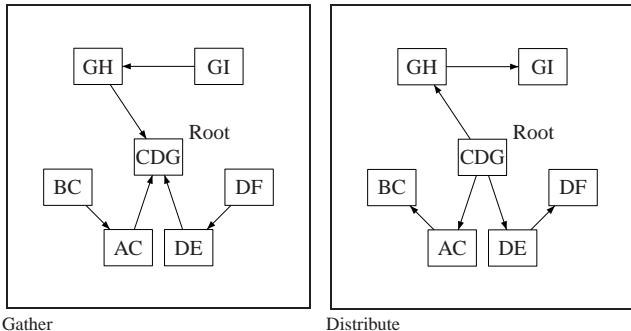 GH
GI
Root
CDG
BC
DF
AC
DE
Gather
GH
GI
Root
CDG
BC
DF
AC
DE
Distribute